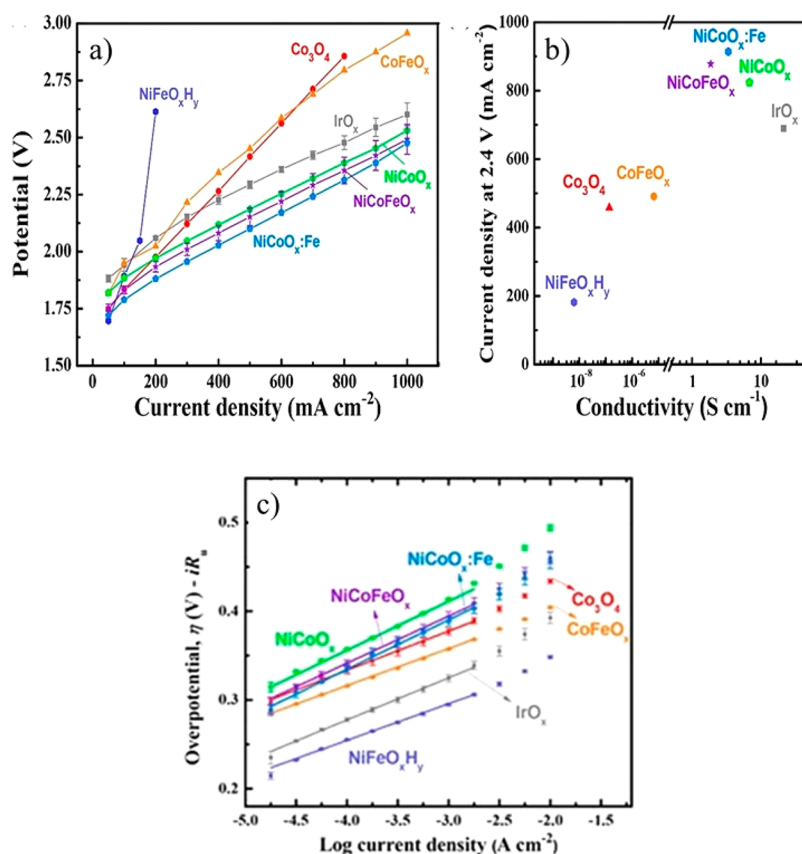 a)
Potential (V)
3.00
2.75
2.50
2.25
2.00
1.75
1.50
0
200
400
600
800
1000
Current density (mA cm⁻²)
NiFeOₓHᵧ
Co₃O₄
CoFeOₓ
IrOₓ
NiCoOₓ
NiCoFeOₓ
NiCoOₓ:Fe
b)
Current density at 2.4 V (mA cm⁻²)
1000
800
600
400
200
0
10⁻⁸
10⁻⁶
1
10
Conductivity (S cm⁻¹)
NiCoOₓ:Fe
NiCoFeOₓ
NiCoOₓ
IrOₓ
Co₃O₄
CoFeOₓ
NiFeOₓHᵧ
c)
Overpotential, η (V) - iRᵤ
0.5
0.4
0.3
0.2
-5.0
-4.5
-4.0
-3.5
-3.0
-2.5
-2.0
-1.5
Log current density (A cm⁻²)
NiCoOₓ:Fe
NiCoFeOₓ
NiCoOₓ
Co₃O₄
CoFeOₓ
IrOₓ
NiFeOₓHᵧ